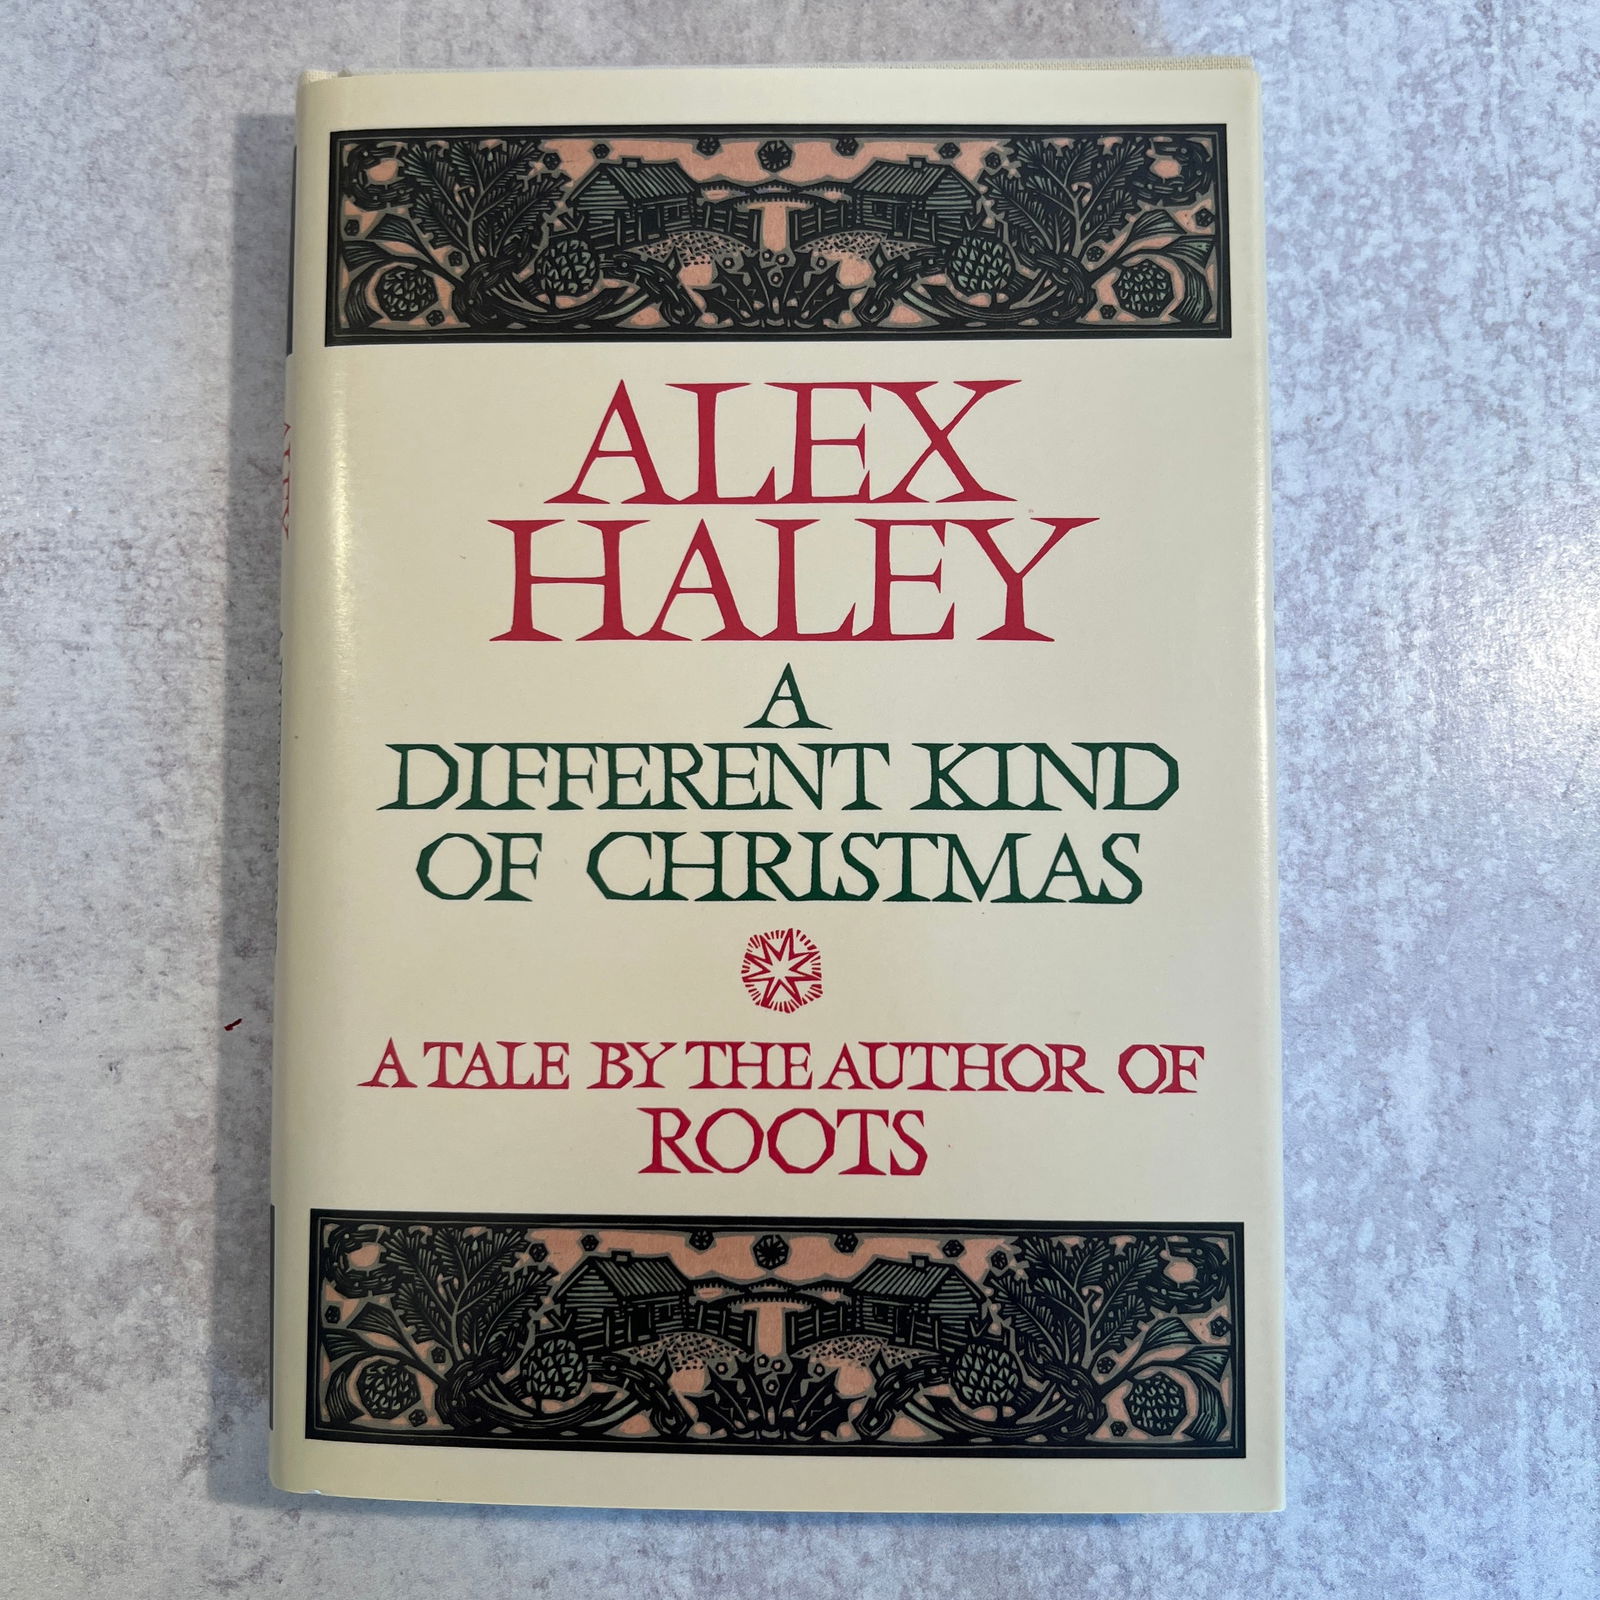 ALEX
HALEY
A
DIFFERENT KIND
OF CHRISTMAS
A TALE BY THE AUTHOR OF
ROOTS